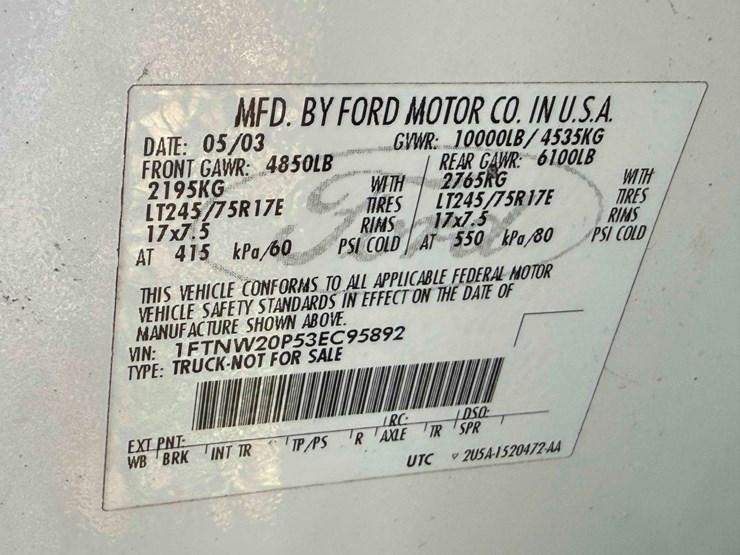 MFD. BY FORD MOTOR CO. IN U.S.A.
DATE: 05/03 GVWR: 10000LB/ 4535KG
FRONT GAWR: 4850LB REAR GAWR: 6100LB
2195KG WITH 2765KG WITH
LT245/75R17E TIRES LT245/75R17E TIRES
17x7.5 RIMS 17x7.5 RIMS
AT 415 kPa/60 PSI COLD AT 550 kPa/80 PSI COLD
Ford
THIS VEHICLE CONFORMS TO ALL APPLICABLE FEDERAL MOTOR
VEHICLE SAFETY STANDARDS IN EFFECT ON THE DATE OF
MANUFACTURE SHOWN ABOVE.
VIN: 1FTNW20P53EC95892
TYPE: TRUCK-NOT FOR SALE
EXT PNT: RC: DSO:
WB BRK INT TR TP/PS R AXLE TR SPR
UTC 2U5A-1520472-AA